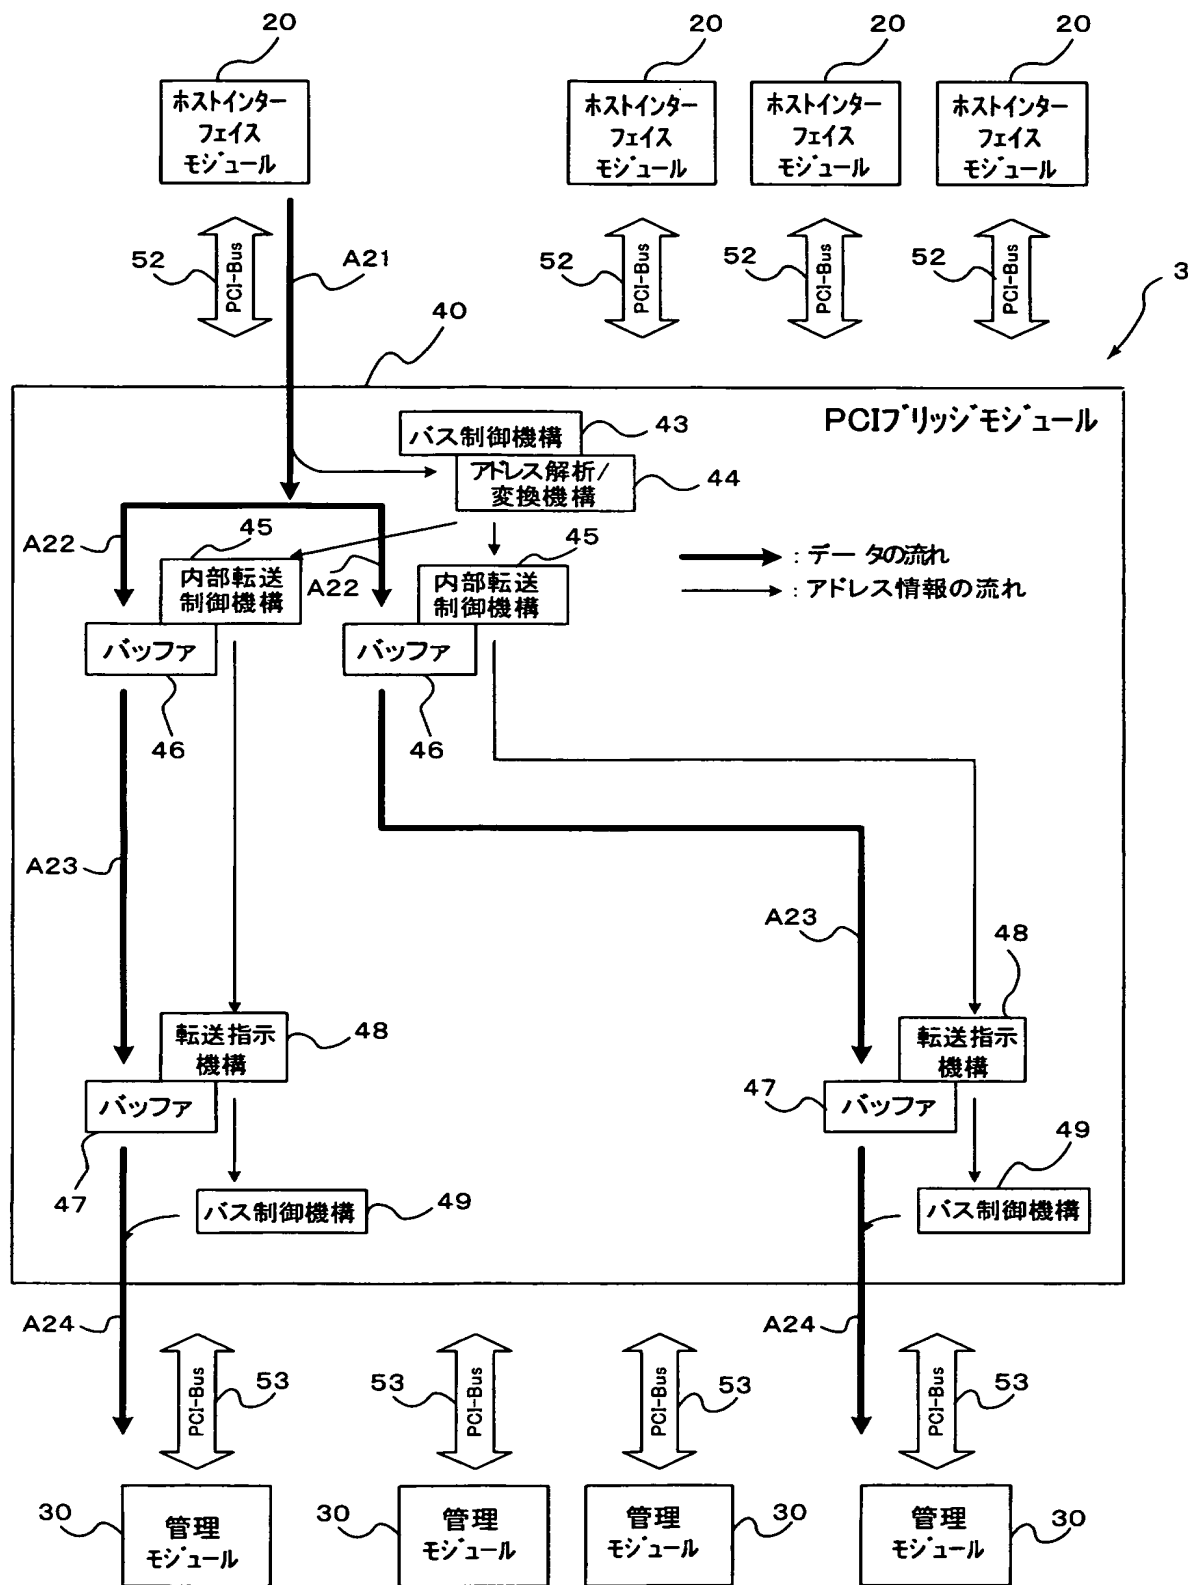 20
20
20
20
ホストインター
フェイス
モジュール
ホストインター
フェイス
モジュール
ホストインター
フェイス
モジュール
ホストインター
フェイス
モジュール
52
PCI-Bus
A21
52
PCI-Bus
52
PCI-Bus
52
PCI-Bus
3
40
PCIブリッジモジュール
バス制御機構
43
アドレス解析/
変換機構
44
A22
45
A22
45
内部転送
制御機構
内部転送
制御機構
:データの流れ
:アドレス情報の流れ
バッファ
バッファ
46
46
A23
A23
48
転送指示
機構
48
転送指示
機構
バッファ
47
バッファ
47
49
バス制御機構
49
バス制御機構
A24
A24
PCI-Bus
53
53
PCI-Bus
PCI-Bus
53
PCI-Bus
53
30
管理
モジュール
30
管理
モジュール
管理
モジュール
30
管理
モジュール
30